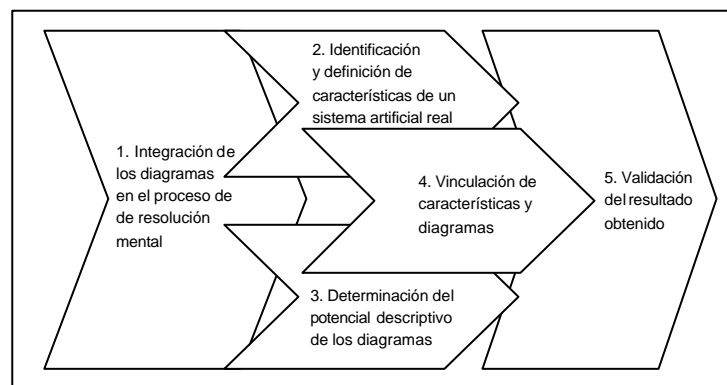 1. Integración de
los diagramas
en el proceso de
de resolución
mental
2. Identificación
y definición de
características de un
sistema artificial real
3. Determinación del
potencial descriptivo
de los diagramas
4. Vinculación de
características y
diagramas
5. Validación
del resultado
obtenido